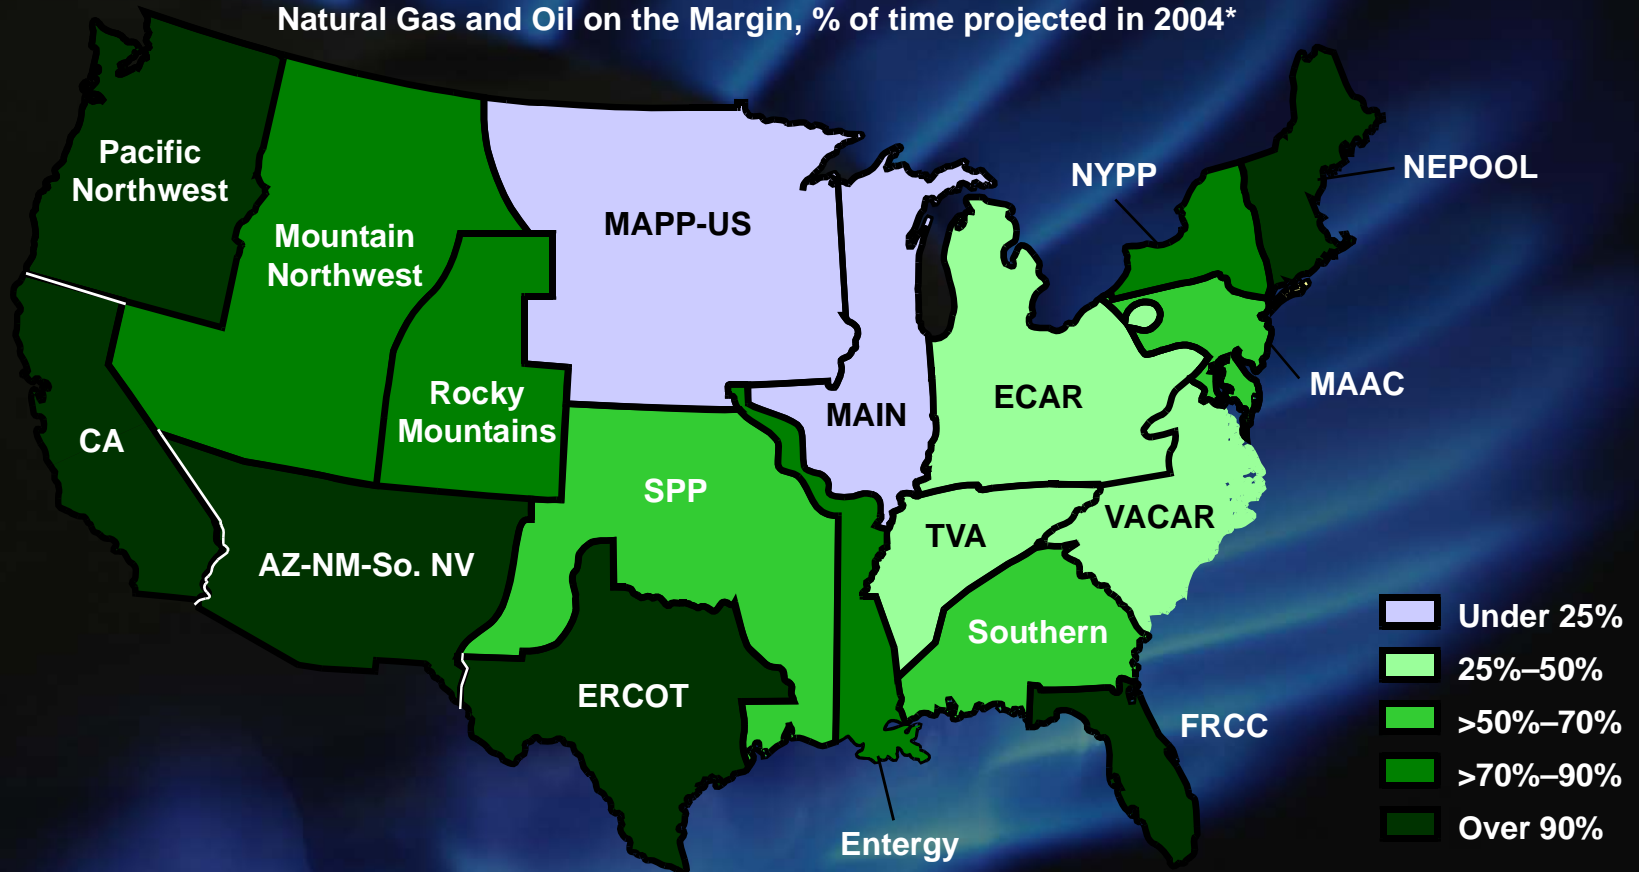 Natural Gas and Oil on the Margin, % of time projected in 2004*
Pacific
Northwest
Mountain
Northwest
MAPP-US
NYPP
NEPOOL
Rocky
Mountains
MAIN
ECAR
MAAC
CA
SPP
TVA
VACAR
AZ-NM-So. NV
Southern
ERCOT
FRCC
Entergy
Under 25%
25%–50%
>50%–70%
>70%–90%
Over 90%